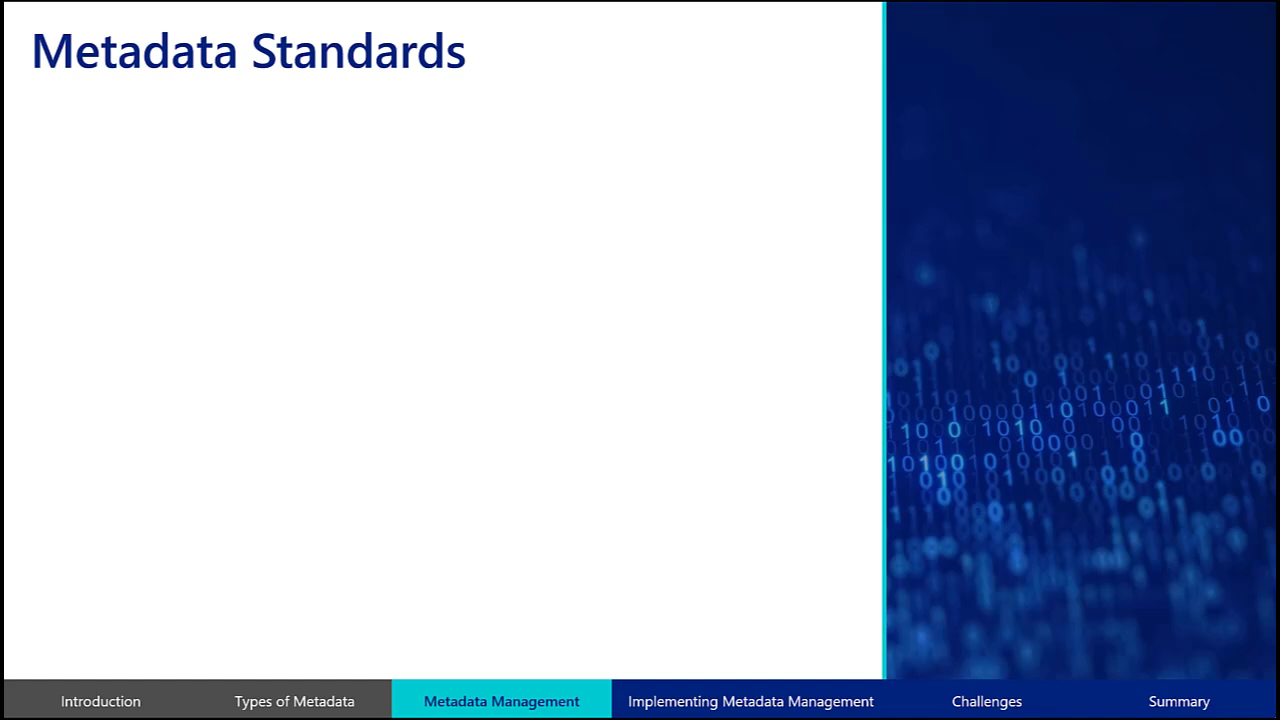 Metadata Standards
Introduction
Types of Metadata
Metadata Management
Implementing Metadata Management
Challenges
Summary